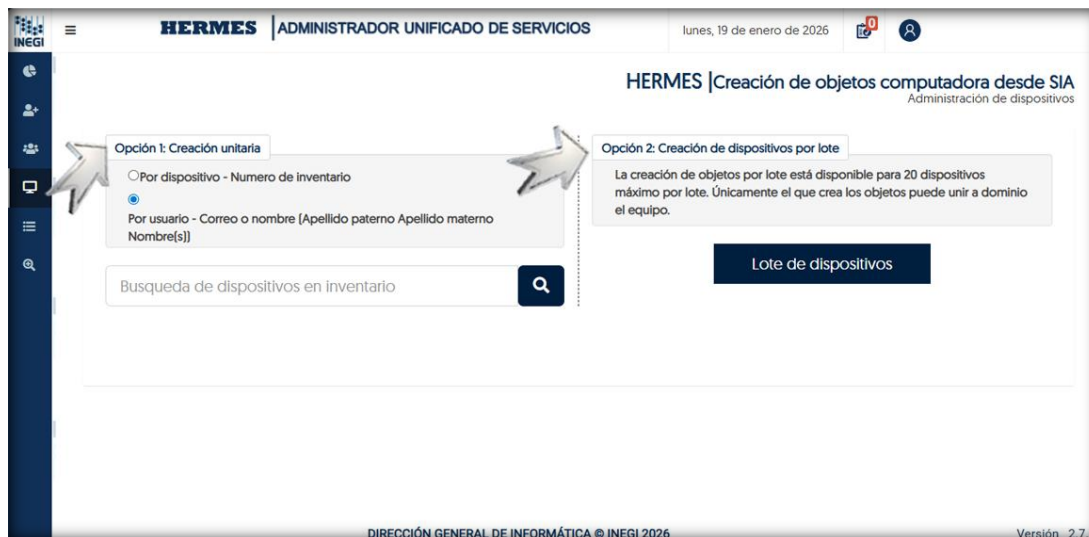 INEGI
HERMES |ADMINISTRADOR UNIFICADO DE SERVICIOS
lunes, 19 de enero de 2026
0
HERMES |Creación de objetos computadora desde SIA
Administración de dispositivos
Opción 1: Creación unitaria
Por dispositivo - Numero de inventario
Por usuario - Correo o nombre (Apellido paterno Apellido materno
Nombre(s))
Busqueda de dispositivos en inventario
Opción 2: Creación de dispositivos por lote
La creación de objetos por lote está disponible para 20 dispositivos
máximo por lote. Únicamente el que crea los objetos puede unir a dominio
el equipo.
Lote de dispositivos
DIRECCIÓN GENERAL DE INFORMÁTICA © INEGI 2026
Versión 2.7